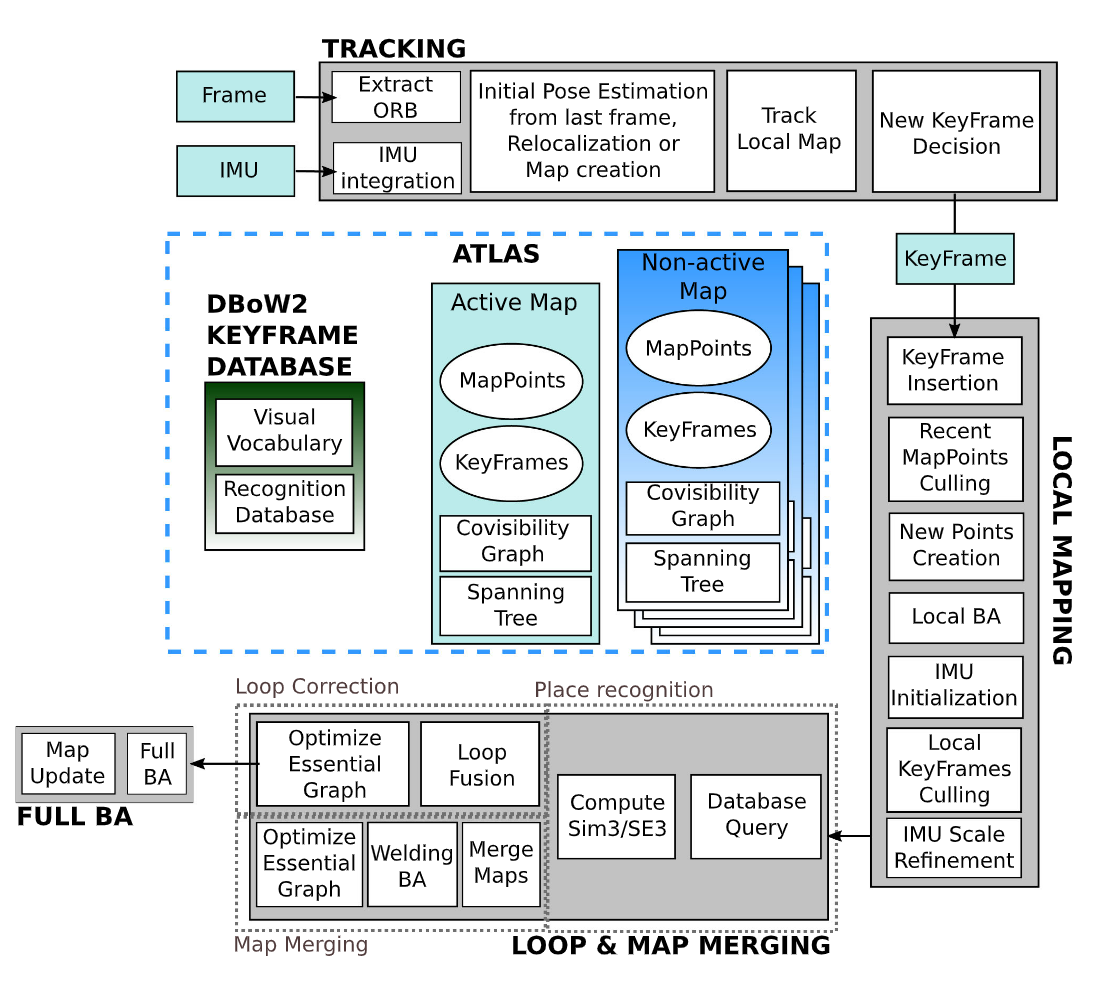 TRACKING
Frame
Extract
ORB
IMU
IMU
integration
Initial Pose Estimation
from last frame,
Relocalization or
Map creation
Track
Local Map
New KeyFrame
Decision
KeyFrame
ATLAS
DBoW2
KEYFRAME
DATABASE
Visual
Vocabulary
Recognition
Database
Active Map
MapPoints
KeyFrames
Covisibility
Graph
Spanning
Tree
Non-active
Map
MapPoints
KeyFrames
Covisibility
Graph
Spanning
Tree
LOCAL MAPPING
KeyFrame
Insertion
Recent
MapPoints
Culling
New Points
Creation
Local BA
IMU
Initialization
Local
KeyFrames
Culling
IMU Scale
Refinement
Loop Correction
Place recognition
Optimize
Essential
Graph
Loop
Fusion
Compute
Sim3/SE3
Database
Query
Optimize
Essential
Graph
Welding
BA
Merge
Maps
Map Merging
LOOP & MAP MERGING
Map
Update
Full
BA
FULL BA